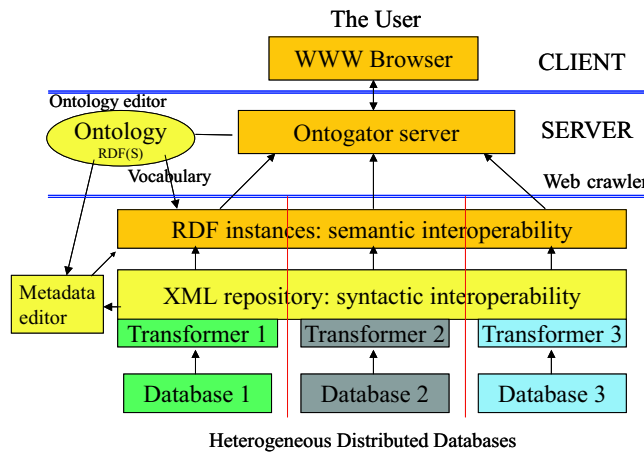 The User
WWW Browser
CLIENT
Ontology editor
Ontology
RDF(S)
Ontogator server
SERVER
Vocabulary
Web crawler
RDF instances: semantic interoperability
Metadata
editor
XML repository: syntactic interoperability
Transformer 1
Transformer 2
Transformer 3
Database 1
Database 2
Database 3
Heterogeneous Distributed Databases